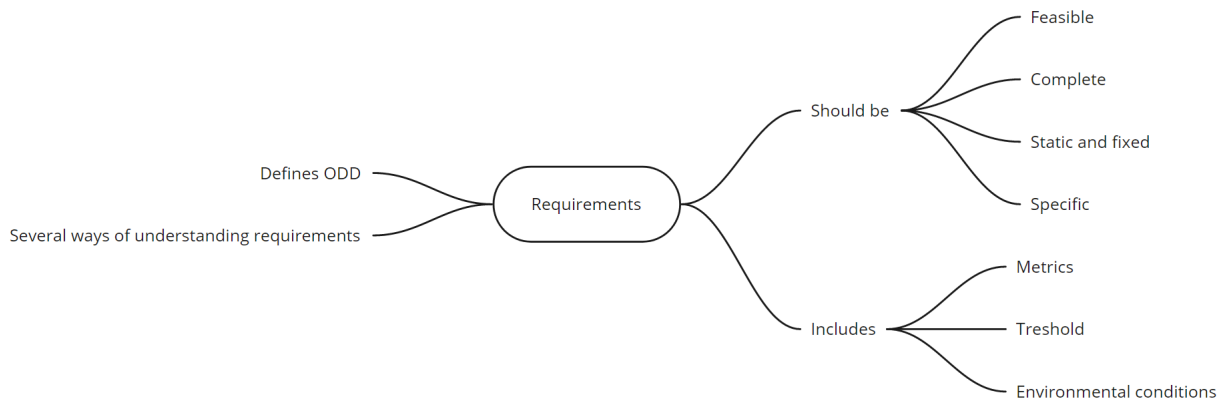 Defines ODD
Several ways of understanding requirements
Requirements
Should be
Feasible
Complete
Static and fixed
Specific
Includes
Metrics
Treshold
Environmental conditions